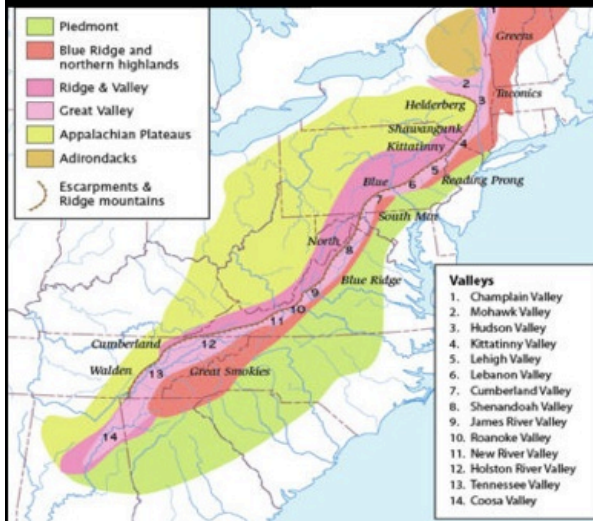 Piedmont
Blue Ridge and
northern highlands
Ridge & Valley
Great Valley
Appalachian Plateaus
Adirondacks
Escarpments &
Ridge mountains
1
Greens
2
Taconics
3
Helderberg
Shawangunk
Kittatinny
4
5
Reading Prong
Blue
6
7
South Mtn
North
8
Blue Ridge
9
10
11
Cumberland
12
Walden
13
Great Smokies
14
Valleys
1. Champlain Valley
2. Mohawk Valley
3. Hudson Valley
4. Kittatinny Valley
5. Lehigh Valley
6. Lebanon Valley
7. Cumberland Valley
8. Shenandoah Valley
9. James River Valley
10. Roanoke Valley
11. New River Valley
12. Holston River Valley
13. Tennessee Valley
14. Coosa Valley